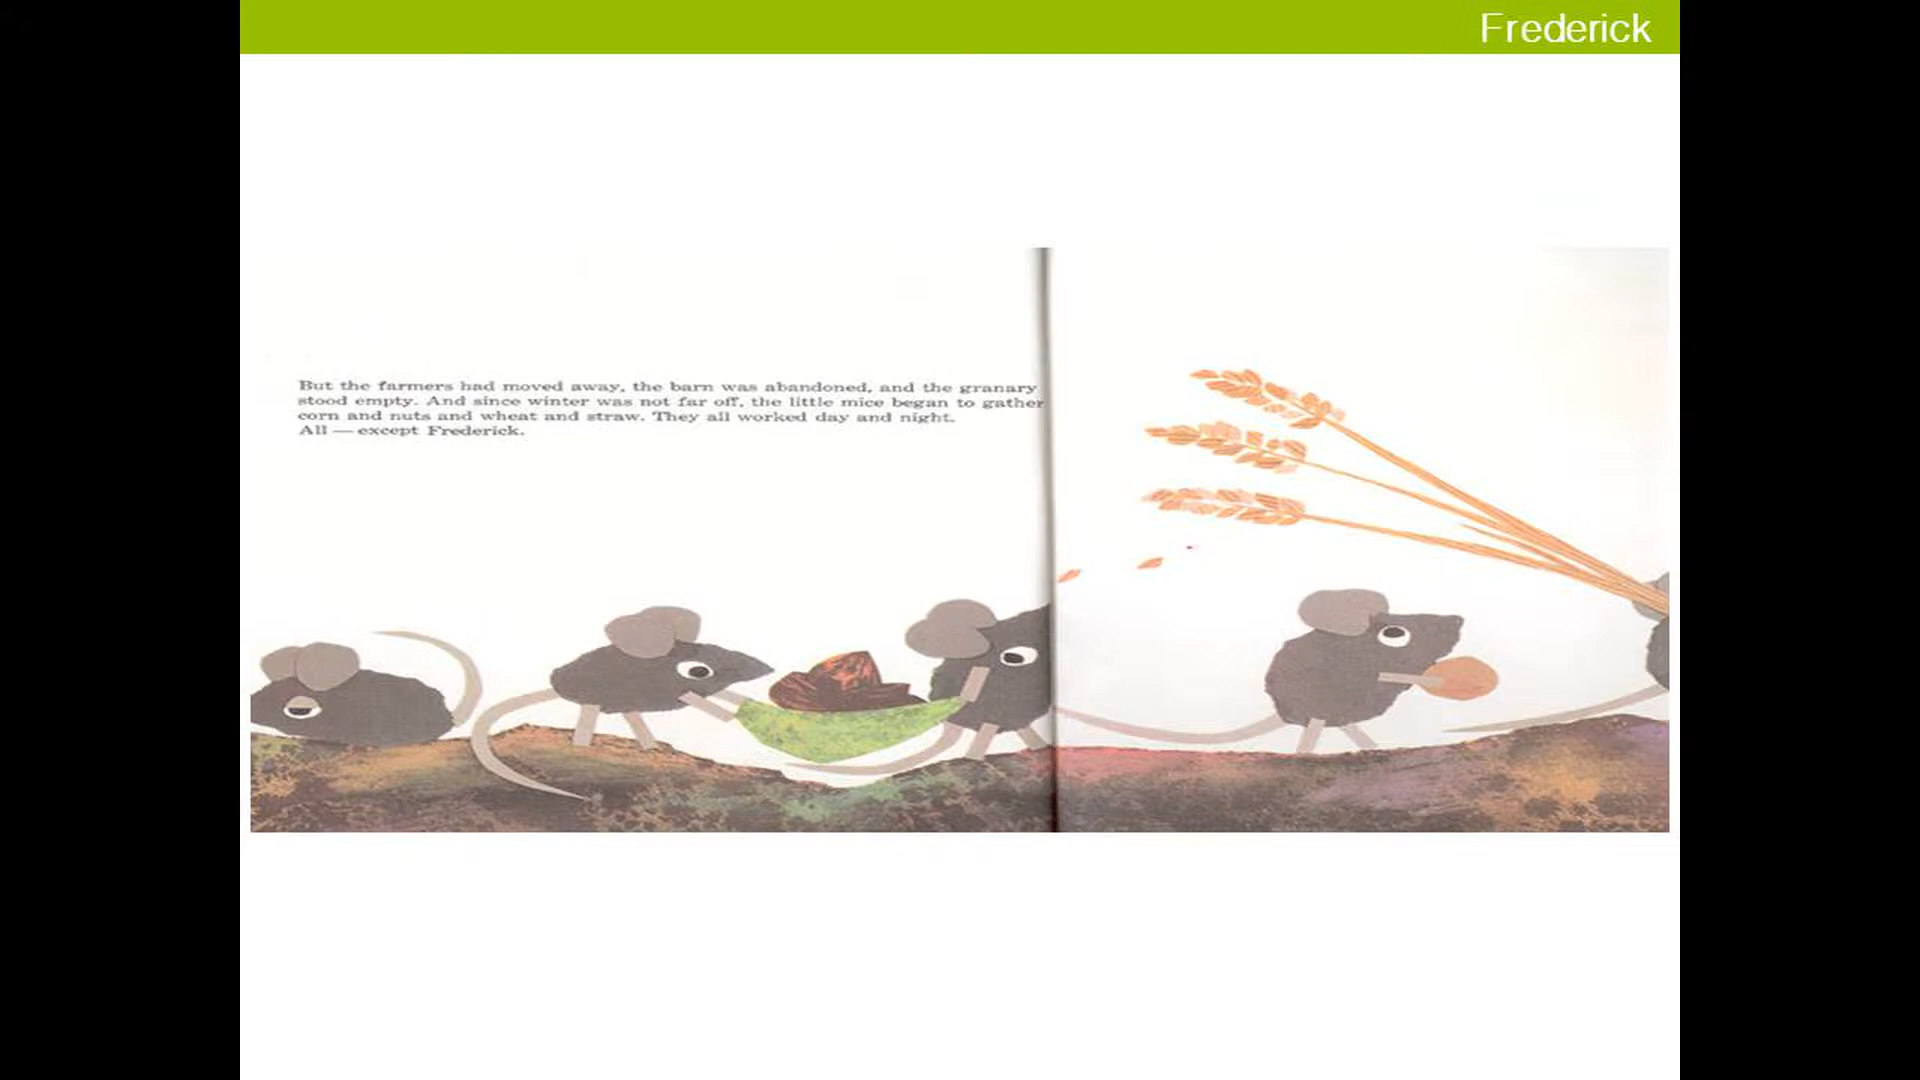 Frederick
But the farmers had moved away, the barn was abandoned, and the granary
stood empty. And since winter was not far off, the little mice began to gather
corn and nuts and wheat and straw. They all worked day and night.
All — except Frederick.